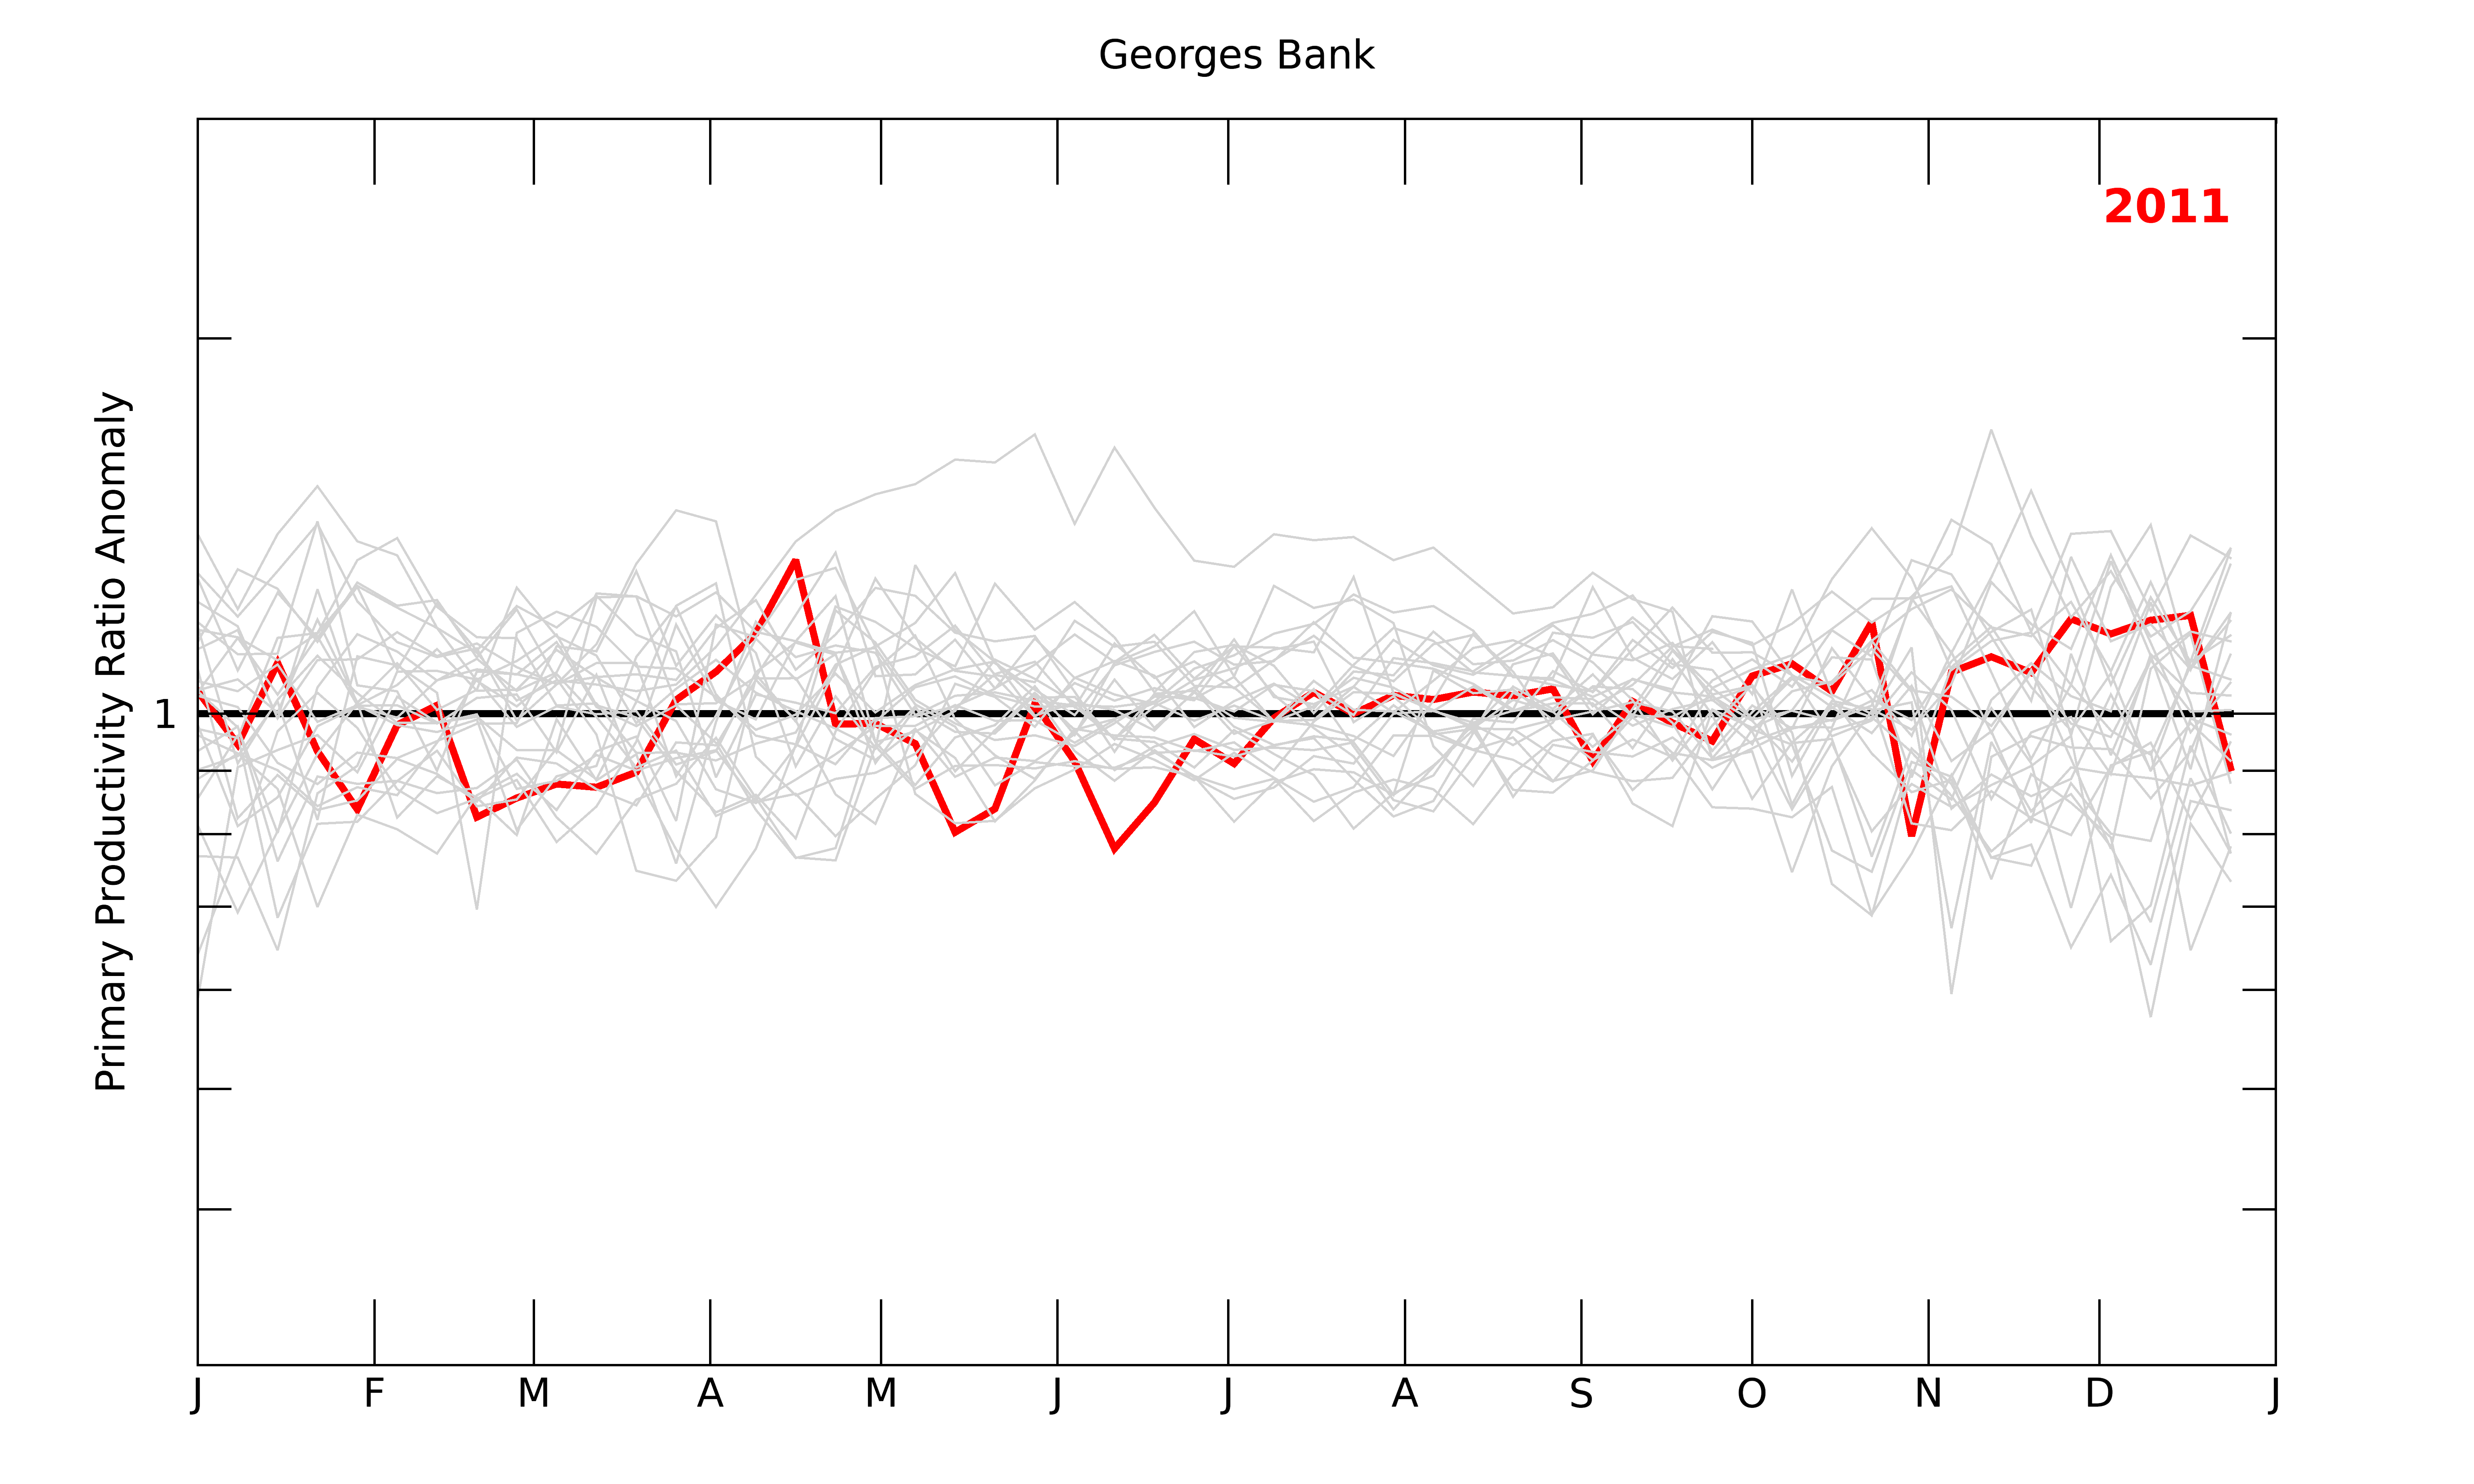 Georges Bank
2011
Primary Productivity Ratio Anomaly
1
J F M A M J J A S O N D J